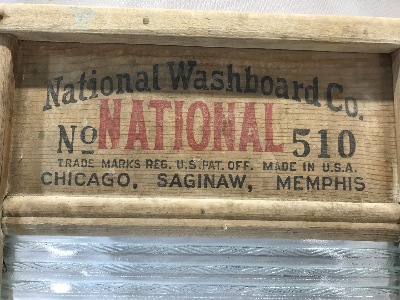 National Washboard Co.
No NATIONAL 510
TRADE MARKS REG. U.S. PAT. OFF. MADE IN U.S.A.
CHICAGO, SAGINAW, MEMPHIS